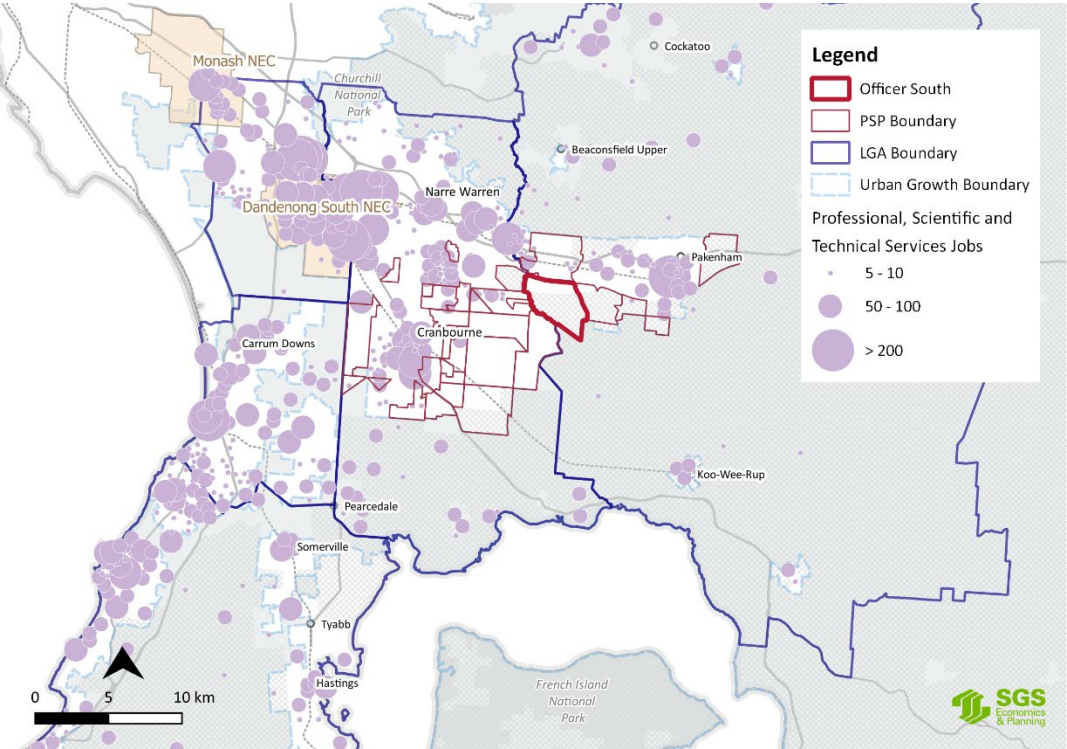 Monash NEC
Churchill
National
Park
Cockatoo
Beaconsfield Upper
Narre Warren
Dandenong South NEC
Pakenham
Cranbourne
Carrum Downs
Koo-Wee-Rup
Pearcedale
Somerville
Tyabb
Hastings
French Island
National
Park
0 5 10 km
Legend
Officer South
PSP Boundary
LGA Boundary
Urban Growth Boundary
Professional, Scientific and
Technical Services Jobs
5 - 10
50 - 100
> 200
SGS
Economics
& Planning